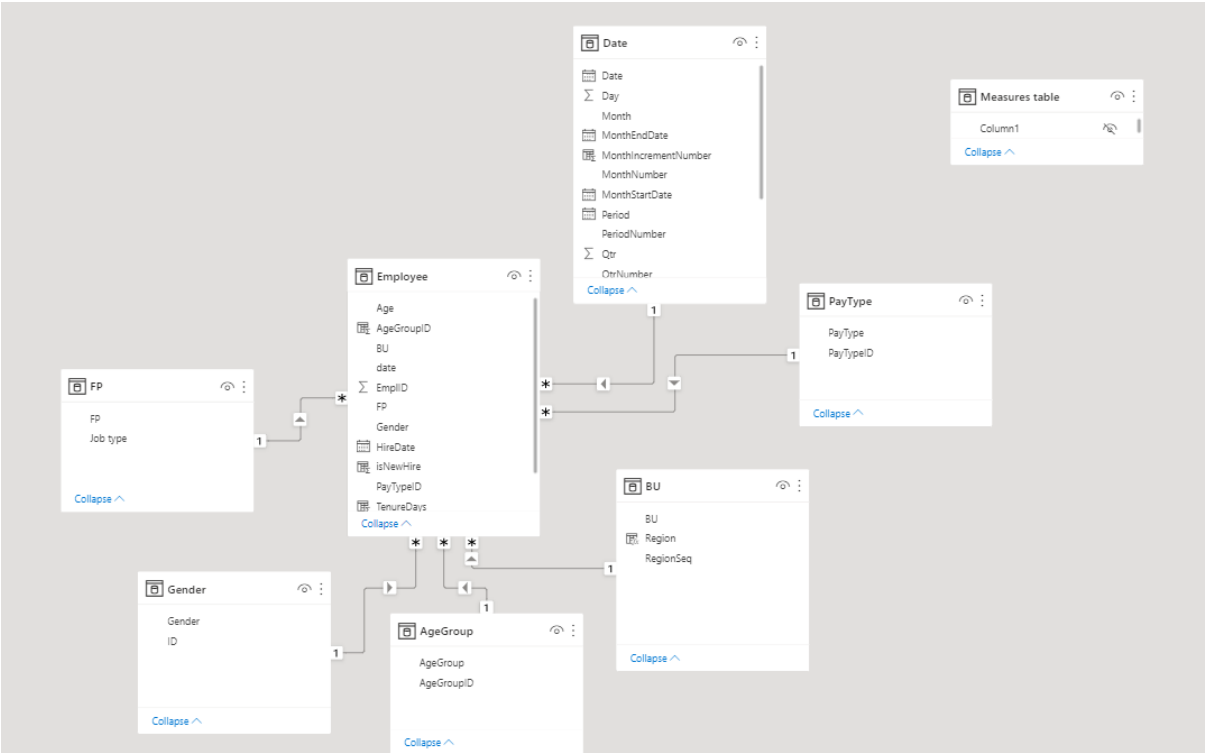 Date
Date
Day
Month
MonthEndDate
MonthIncrementNumber
MonthNumber
MonthStartDate
Period
PeriodNumber
Qtr
QtrNumber
Collapse
Measures table
Column1
Collapse
Employee
Age
AgeGroupID
BU
date
EmplID
FP
Gender
HireDate
isNewHire
PayTypeID
TenureDays
Collapse
PayType
PayType
PayTypeID
Collapse
FP
FP
Job type
Collapse
BU
BU
Region
RegionSeq
Collapse
Gender
Gender
ID
Collapse
AgeGroup
AgeGroup
AgeGroupID
Collapse
1
1
*
*
*
1
*
*
*
1
1
1